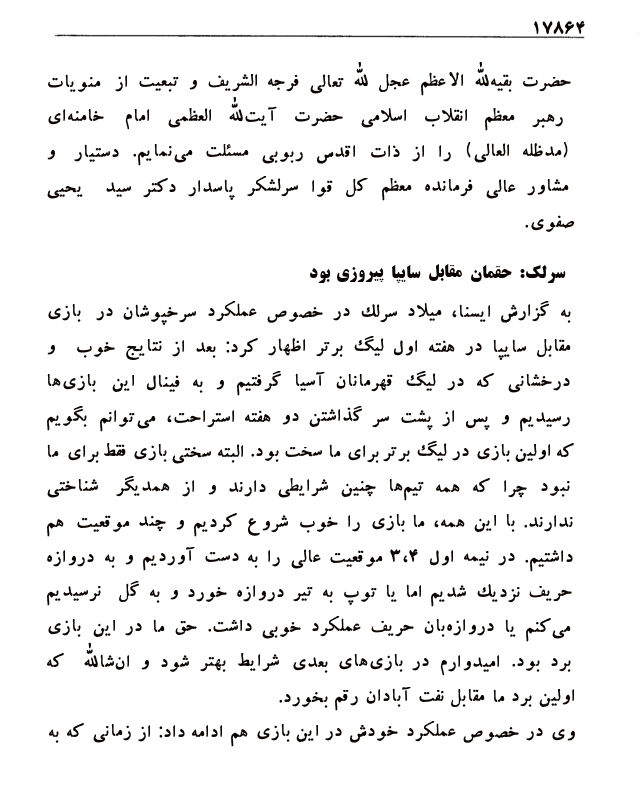 ۱۷۸۶۴
حضرت بقیه‌الله الاعظم عجل الله تعالی فرجه الشریف و تبعیت از منویات
رهبر معظم انقلاب اسلامی حضرت آیت‌الله العظمی امام خامنه‌ای
(مدظله العالی) را از ذات اقدس ربوبی مسئلت می‌نمایم. دستیار و
مشاور عالی فرمانده معظم کل قوا سرلشکر پاسدار دکتر سید یحیی
صفوی.
سرلک: حقمان مقابل سایپا پیروزی بود
به گزارش ایسنا، میلاد سرلك در خصوص عملکرد سرخپوشان در بازی
مقابل سایپا در هفته اول لیگ برتر اظهار کرد: بعد از نتایج خوب و
درخشانی که در لیگ قهرمانان آسیا گرفتیم و به فینال این بازی‌ها
رسیدیم و پس از پشت سر گذاشتن دو هفته استراحت، می‌توانم بگویم
که اولین بازی در لیگ برتر برای ما سخت بود. البته سختی بازی فقط برای ما
نبود چرا که همه تیم‌ها چنین شرایطی دارند و از همدیگر شناختی
ندارند. با این همه، ما بازی را خوب شروع کردیم و چند موقعیت هم
داشتیم. در نیمه اول ۳،۴ موقعیت عالی را به دست آوردیم و به دروازه
حریف نزدیك شدیم اما یا توپ به تیر دروازه خورد و به گل نرسیدیم
می‌کنم یا دروازه‌بان حریف عملکرد خوبی داشت. حق ما در این بازی
برد بود. امیدوارم در بازی‌های بعدی شرایط بهتر شود و ان‌شاالله که
اولین برد ما مقابل نفت آبادان رقم بخورد.
وی در خصوص عملکرد خودش در این بازی هم ادامه داد: از زمانی که به